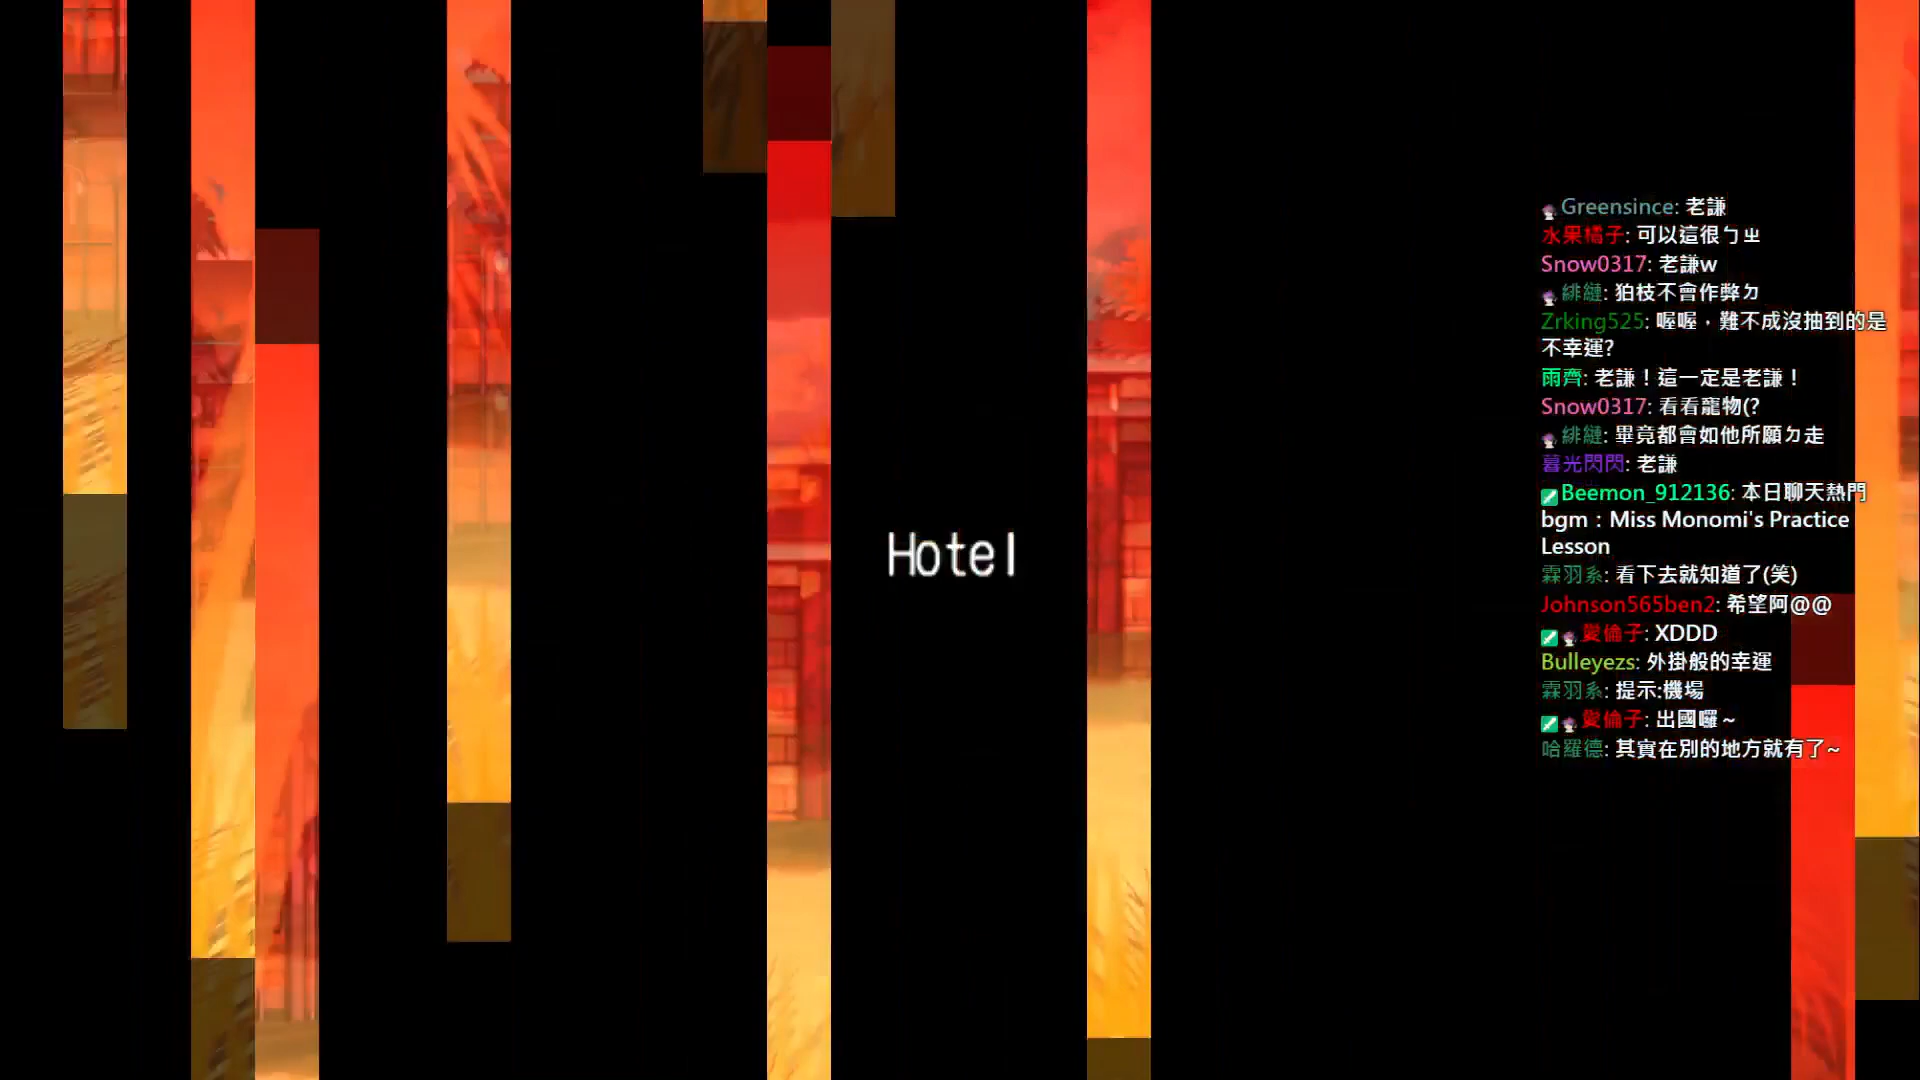 Hotel
Greensince: 老謙
水果橘子: 可以這很ㄅㄓ
Snow0317: 老謙w
緋縺: 狛枝不會作弊ㄉ
Zrking525: 喔喔，難不成沒抽到的是
不幸運?
雨齊: 老謙！這一定是老謙！
Snow0317: 看看寵物(?
緋縺: 畢竟都會如他所願ㄉ走
暮光閃閃: 老謙
Beemon_912136: 本日聊天熱門
bgm：Miss Monomi's Practice
Lesson
霖羽系: 看下去就知道了(笑)
Johnson565ben2: 希望阿@@
愛倫子: XDDD
Bulleyezs: 外掛般的幸運
霖羽系: 提示:機場
愛倫子: 出國囉～
哈羅德: 其實在別的地方就有了~